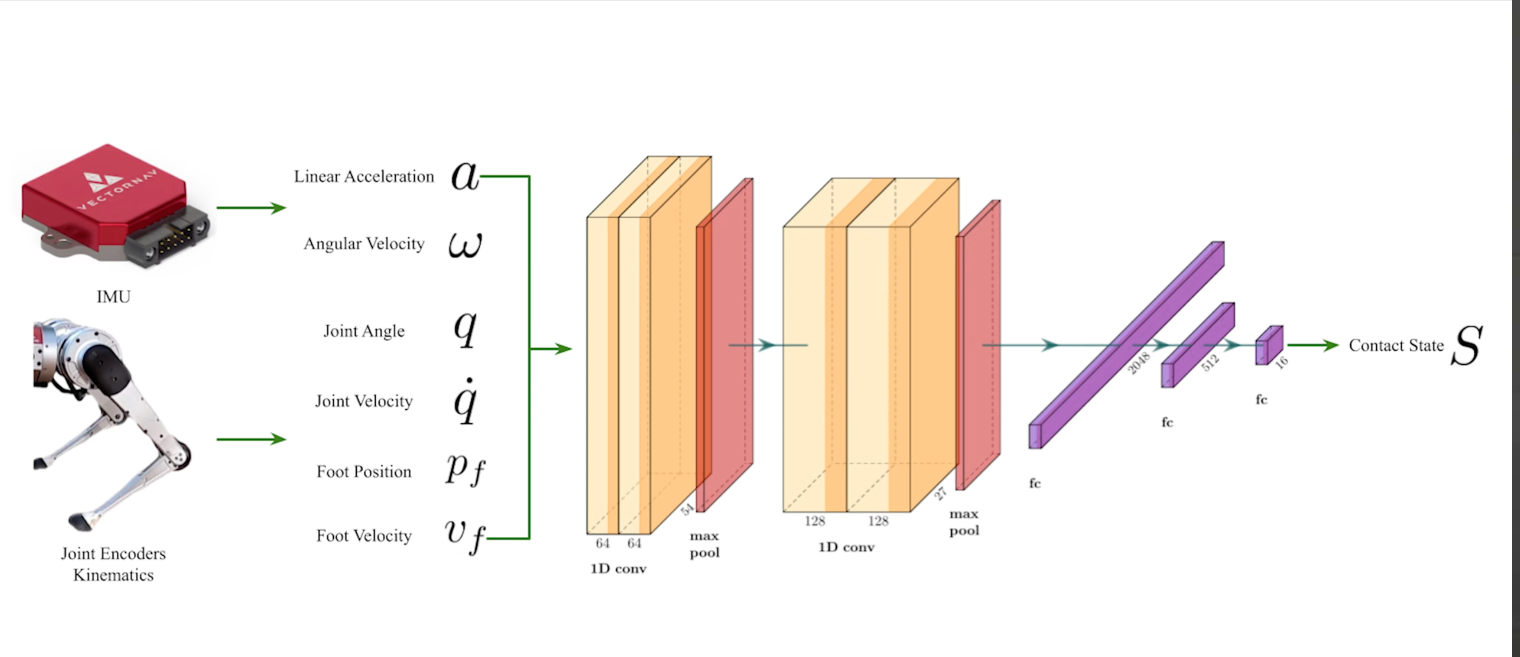 VECTORNAV
IMU
Joint Encoders
Kinematics
Linear Acceleration a
Angular Velocity ω
Joint Angle q
Joint Velocity q̇
Foot Position p_f
Foot Velocity v_f
64 64
1D conv
54
max
pool
128 128
1D conv
27
max
pool
2048
fc
512
fc
16
fc
Contact State S